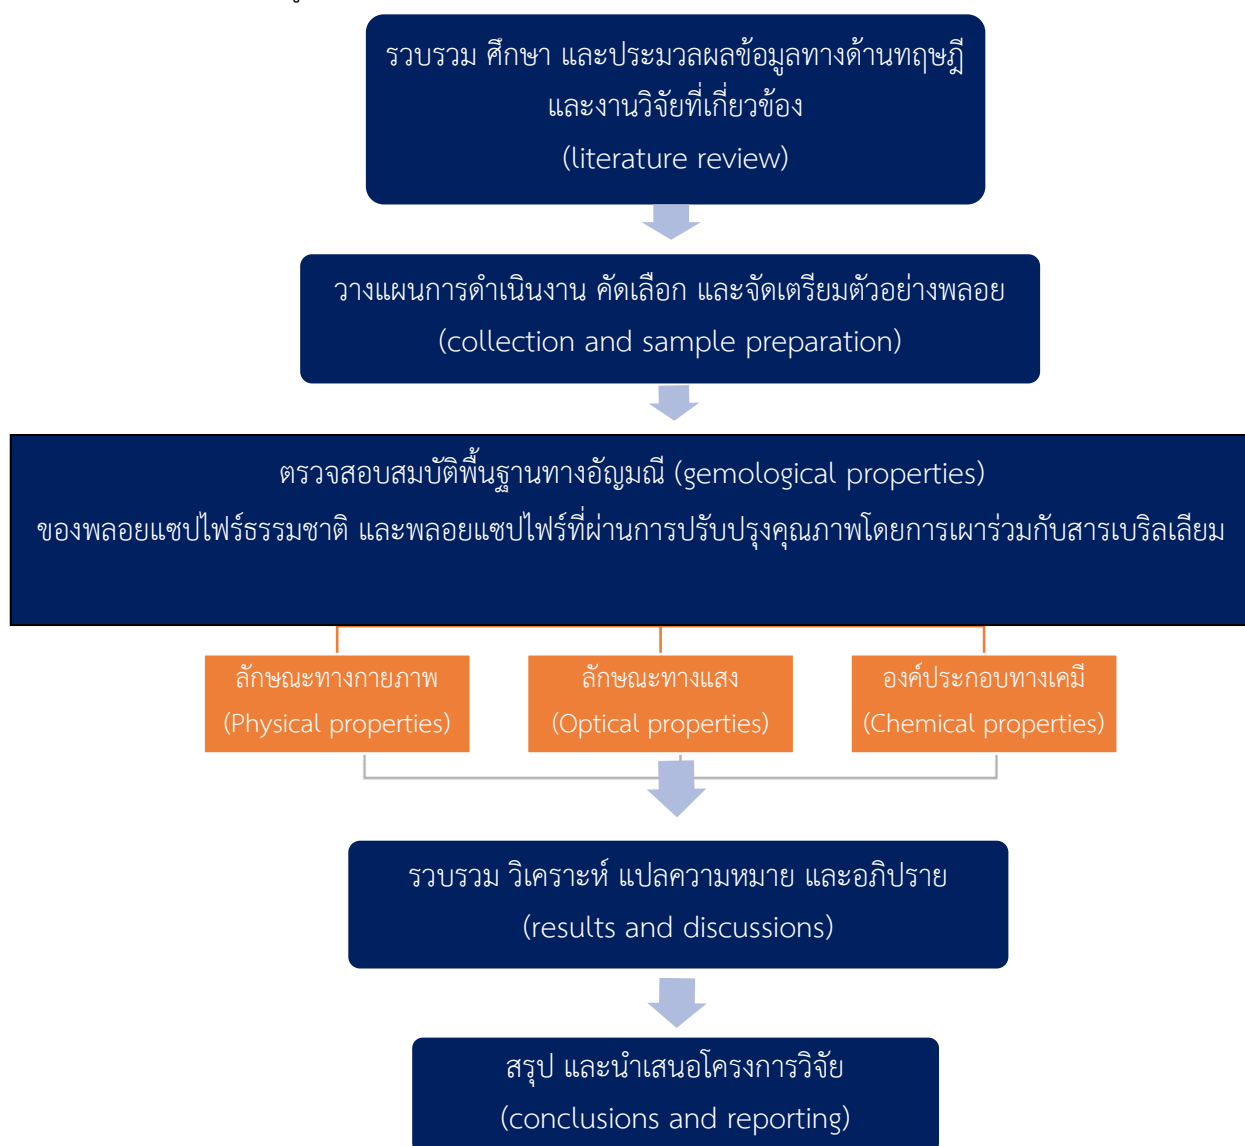 รวบรวม ศึกษา และประมวลผลข้อมูลทางด้านทฤษฎี
และงานวิจัยที่เกี่ยวข้อง
(literature review)
วางแผนการดำเนินงาน คัดเลือก และจัดเตรียมตัวอย่างพลอย
(collection and sample preparation)
ตรวจสอบสมบัติพื้นฐานทางอัญมณี (gemological properties)
ของพลอยแซปไฟร์ธรรมชาติ และพลอยแซปไฟร์ที่ผ่านการปรับปรุงคุณภาพโดยการเผาร่วมกับสารเบริลเลียม
ลักษณะทางกายภาพ
(Physical properties)
ลักษณะทางแสง
(Optical properties)
องค์ประกอบทางเคมี
(Chemical properties)
รวบรวม วิเคราะห์ แปลความหมาย และอภิปราย
(results and discussions)
สรุป และนำเสนอโครงการวิจัย
(conclusions and reporting)